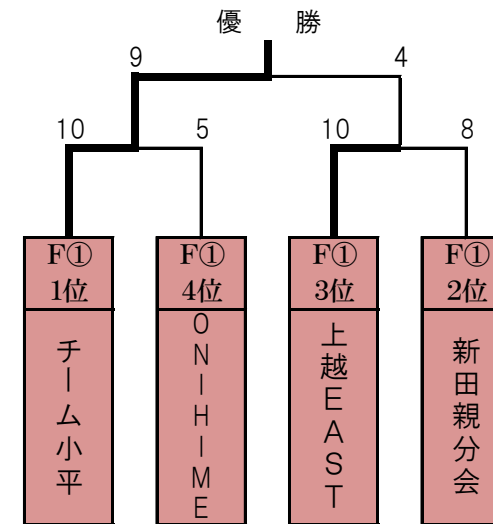 優 勝
9 4
10 5 10 8
F① F① F① F①
1位 4位 3位 2位
チーム小平
ONIHIME
上越EAST
新田親分会